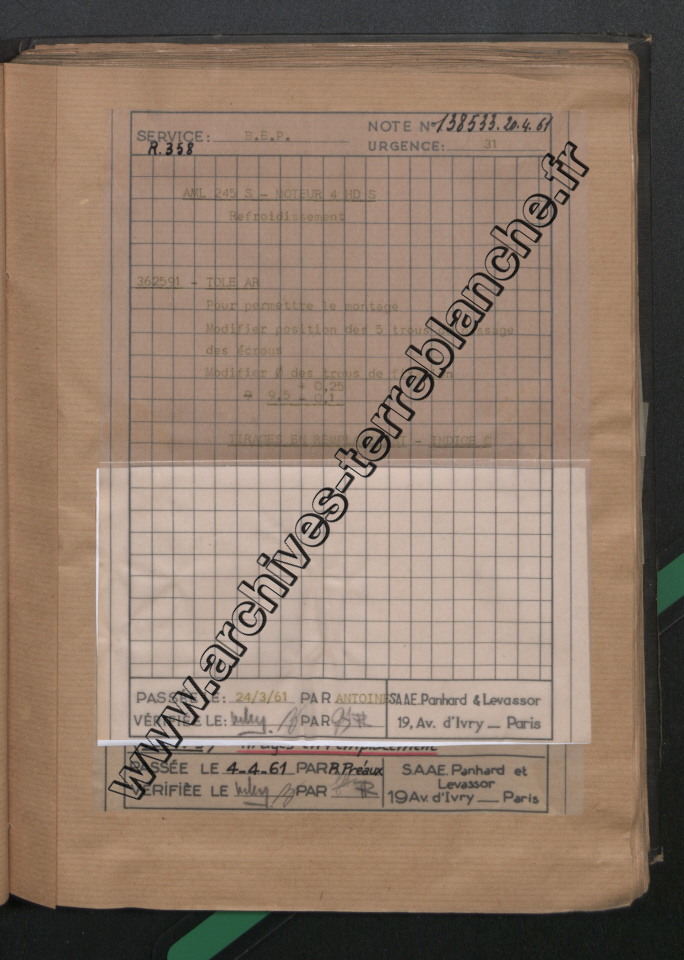 SERVICE: B.E.P. NOTE N° 138533. 20.4.61
R.358 URGENCE: 31
AML 245 S - MOTEUR 4 HD S
Refroidissement
362591 - TOLE AR
Pour permettre le montage
Modifier position des 5 trous
des écrous
Modifier Ø des trous de
+ 0,25
Ø 9,5 - 0,1
TIRAGES EN - INDICE C
www.archives-terreblanche.fr
PASSÉE LE: 24/3/61 PAR ANTOINE S.A.A.E. Panhard & Levassor
VÉRIFIÉE LE: PAR 19, Av. d'Ivry _ Paris
Tirages en remplacement
PASSÉE LE 4-4-61 PAR R. Préaux S.A.A.E. Panhard et
Levassor
VÉRIFIÉE LE PAR 19 Av. d'Ivry __ Paris